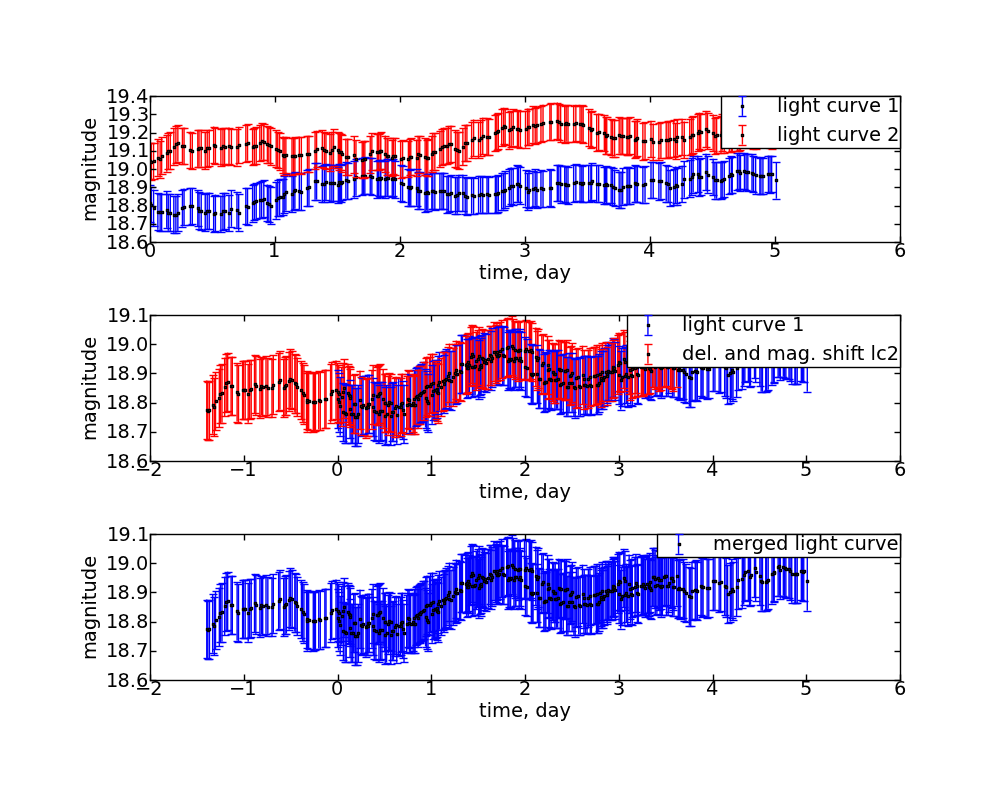 19.4
19.3
19.2
19.1
19.0
18.9
18.8
18.7
18.6
magnitude
light curve 1
light curve 2
0 1 2 3 4 5 6
time, day
19.1
19.0
18.9
18.8
18.7
18.6
magnitude
light curve 1
del. and mag. shift lc2
−2 −1 0 1 2 3 4 5 6
time, day
19.1
19.0
18.9
18.8
18.7
18.6
magnitude
merged light curve
−2 −1 0 1 2 3 4 5 6
time, day